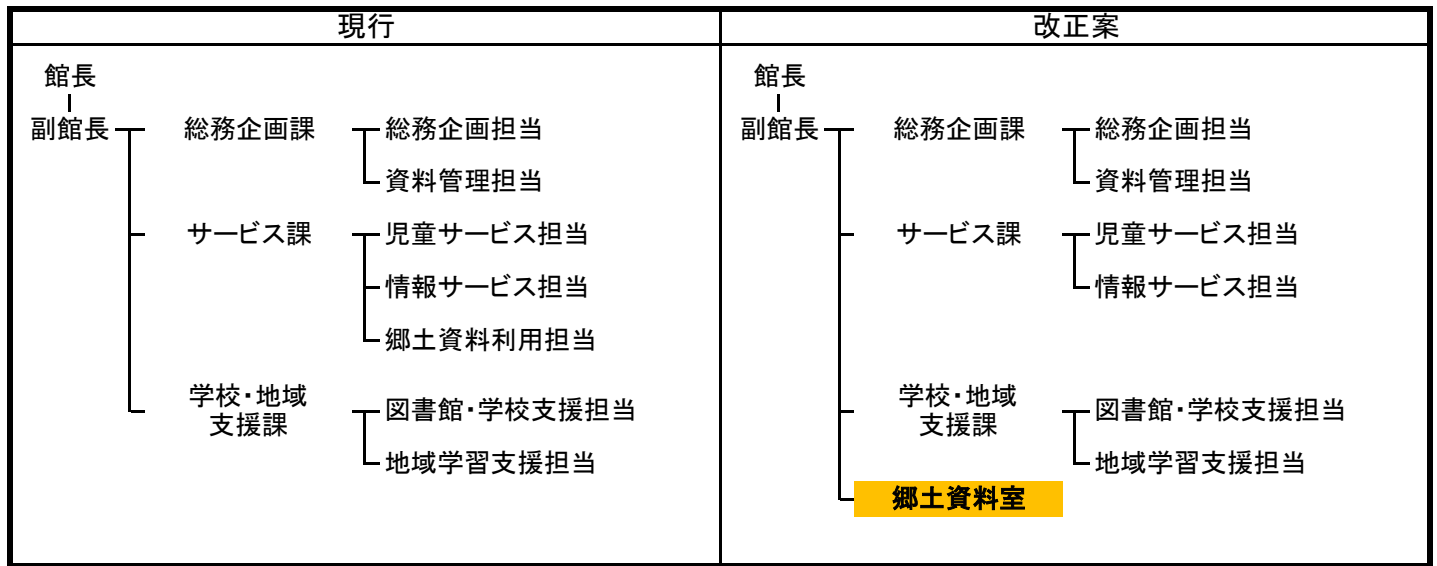 現行
館長
副館長
総務企画課
総務企画担当
資料管理担当
サービス課
児童サービス担当
情報サービス担当
郷土資料利用担当
学校・地域
支援課
図書館・学校支援担当
地域学習支援担当
改正案
館長
副館長
総務企画課
総務企画担当
資料管理担当
サービス課
児童サービス担当
情報サービス担当
学校・地域
支援課
図書館・学校支援担当
地域学習支援担当
郷土資料室